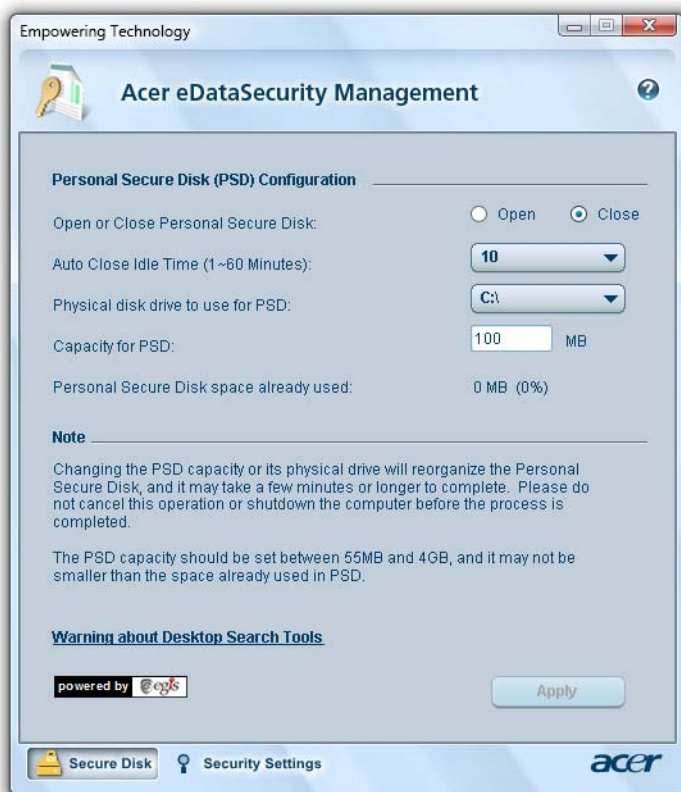 Empowering Technology
Acer eDataSecurity Management
Personal Secure Disk (PSD) Configuration
Open or Close Personal Secure Disk:
Open
Close
Auto Close Idle Time (1~60 Minutes):
10
Physical disk drive to use for PSD:
C:\
Capacity for PSD:
100
MB
Personal Secure Disk space already used:
0 MB (0%)
Note
Changing the PSD capacity or its physical drive will reorganize the Personal
Secure Disk, and it may take a few minutes or longer to complete. Please do
not cancel this operation or shutdown the computer before the process is
completed.
The PSD capacity should be set between 55MB and 4GB, and it may not be
smaller than the space already used in PSD.
Warning about Desktop Search Tools
powered by egis
Apply
Secure Disk
Security Settings
acer